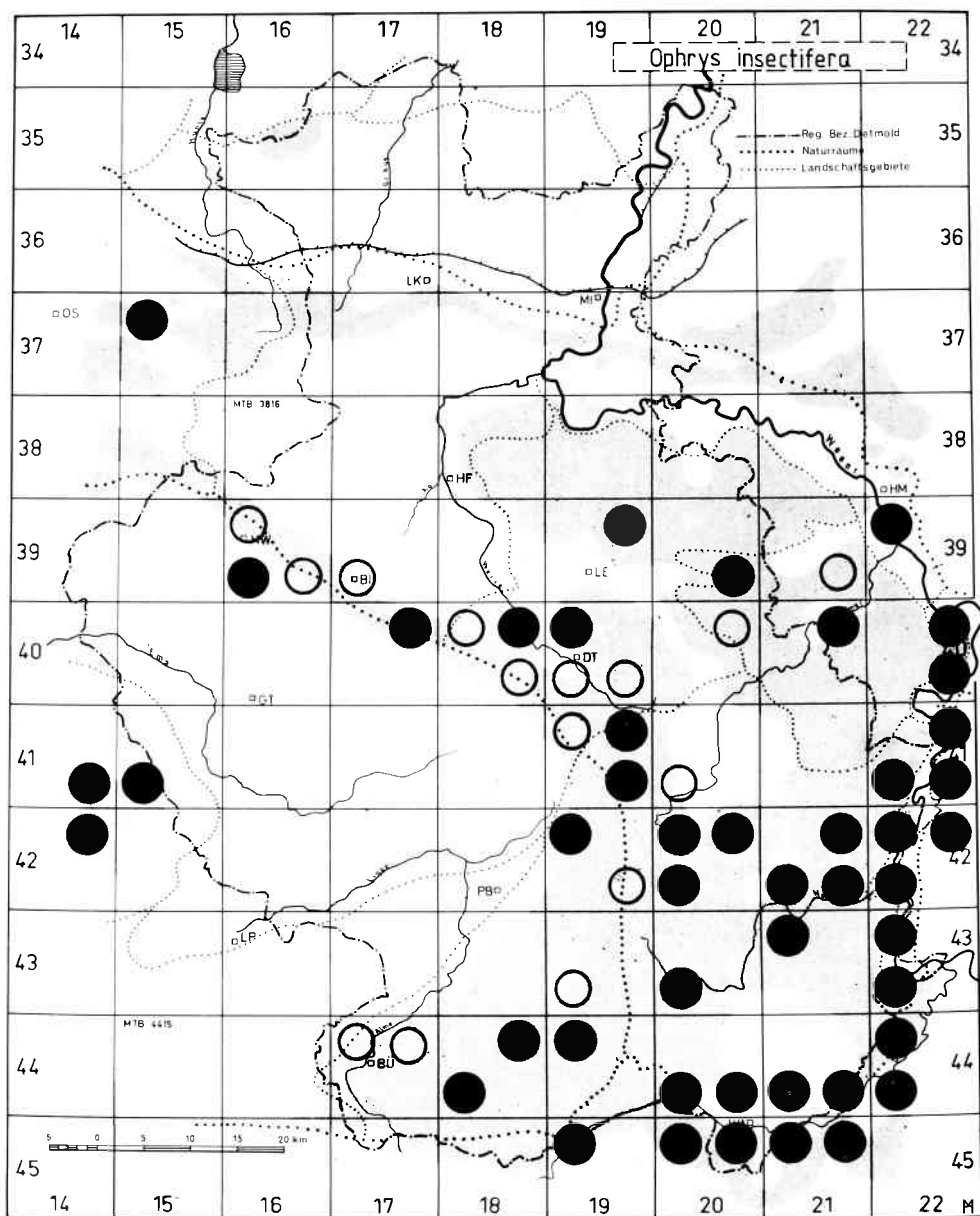 14 15 16 17 18 19 20 21 22
34 34
Ophrys insectifera
35 35
Reg. Bez. Detmold
Naturräume
Landschaftsgebiete
36 36
LK
MI
OS
37 37
MTB 3816
38 38
HF
HM
39 39
BI
LE
40
DT
Ems
GT
41
42 42
PB
LP
43 43
MTB 4415
Alme
BÜ
44 44
5 0 5 10 15 20 km
45 45
14 15 16 17 18 19 20 21 22 M